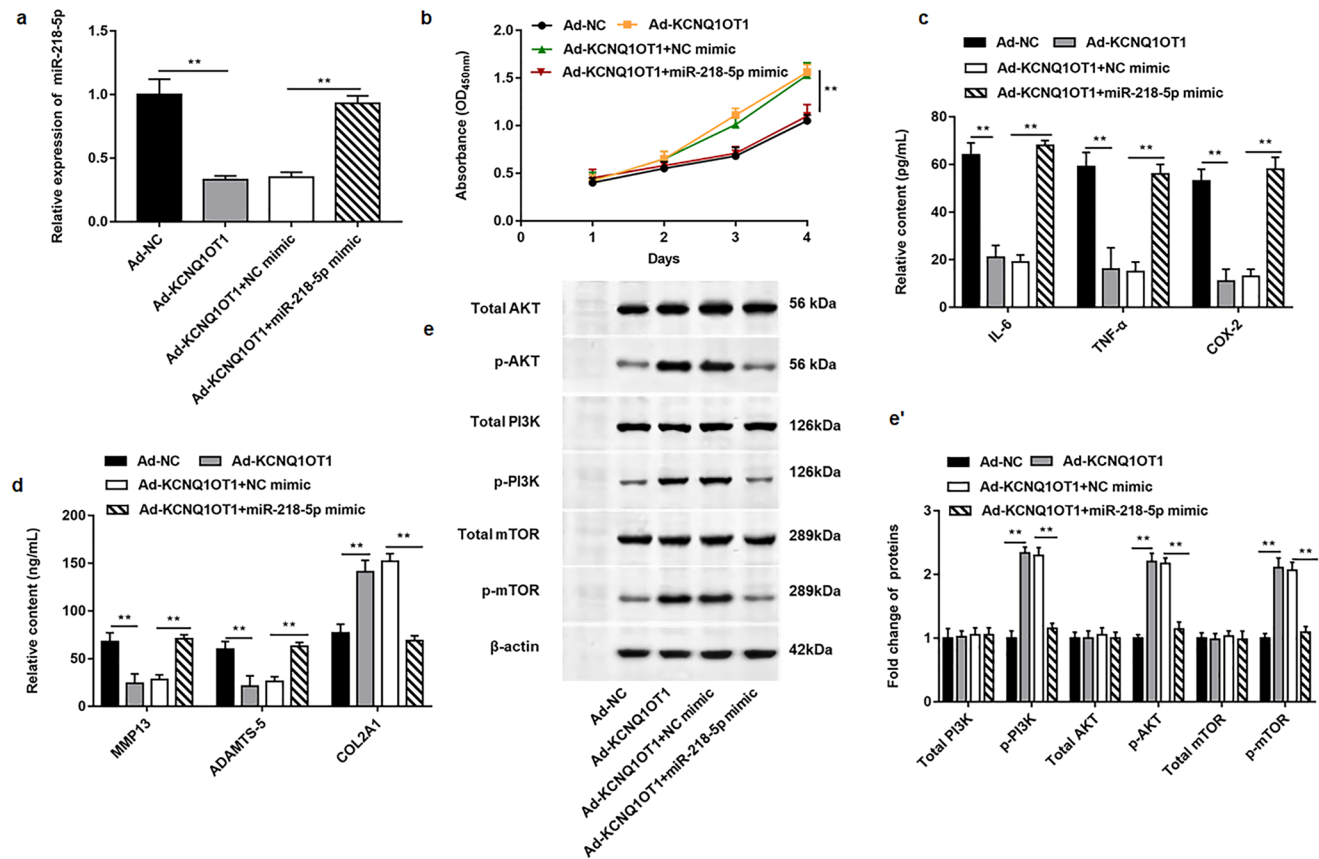 a
Relative expression of miR-218-5p
1.5
1.0
0.5
0.0
**
**
Ad-NC
Ad-KCNQ1OT1
Ad-KCNQ1OT1+NC mimic
Ad-KCNQ1OT1+miR-218-5p mimic
b
Ad-NC
Ad-KCNQ1OT1
Ad-KCNQ1OT1+NC mimic
Ad-KCNQ1OT1+miR-218-5p mimic
Absorbance (OD450nm)
2.0
1.5
1.0
0.5
0.0
**
0
1
2
3
4
Days
c
Ad-NC
Ad-KCNQ1OT1
Ad-KCNQ1OT1+NC mimic
Ad-KCNQ1OT1+miR-218-5p mimic
Relative content (pg/mL)
80
60
40
20
0
**
**
**
**
**
**
IL-6
TNF-α
COX-2
d
Ad-NC
Ad-KCNQ1OT1
Ad-KCNQ1OT1+NC mimic
Ad-KCNQ1OT1+miR-218-5p mimic
Relative content (ng/mL)
200
150
100
50
0
**
**
**
**
**
**
MMP13
ADAMTS-5
COL2A1
e
Total AKT
56 kDa
p-AKT
56 kDa
Total PI3K
126kDa
p-PI3K
126kDa
Total mTOR
289kDa
p-mTOR
289kDa
β-actin
42kDa
Ad-NC
Ad-KCNQ1OT1
Ad-KCNQ1OT1+NC mimic
Ad-KCNQ1OT1+miR-218-5p mimic
e'
Ad-NC
Ad-KCNQ1OT1
Ad-KCNQ1OT1+NC mimic
Ad-KCNQ1OT1+miR-218-5p mimic
Fold change of proteins
3
2
1
0
**
**
**
**
**
**
Total PI3K
p-PI3K
Total AKT
p-AKT
Total mTOR
p-mTOR